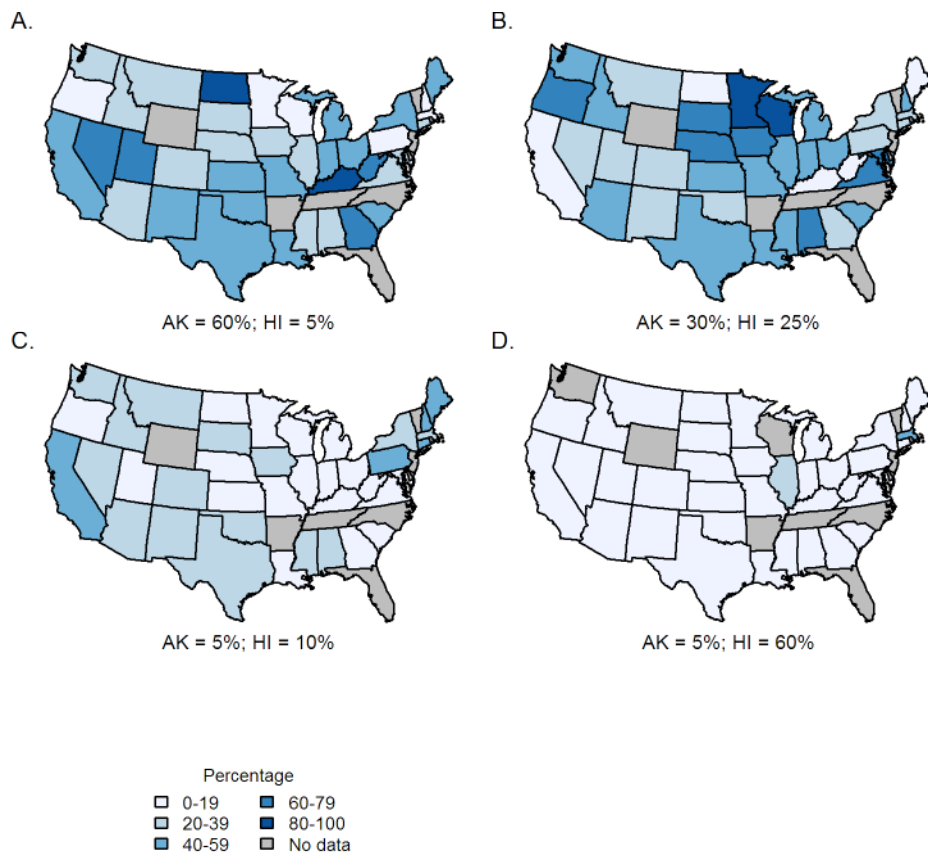 A.
B.
AK = 60%; HI = 5%
AK = 30%; HI = 25%
C.
D.
AK = 5%; HI = 10%
AK = 5%; HI = 60%
Percentage
0-19
60-79
20-39
80-100
40-59
No data